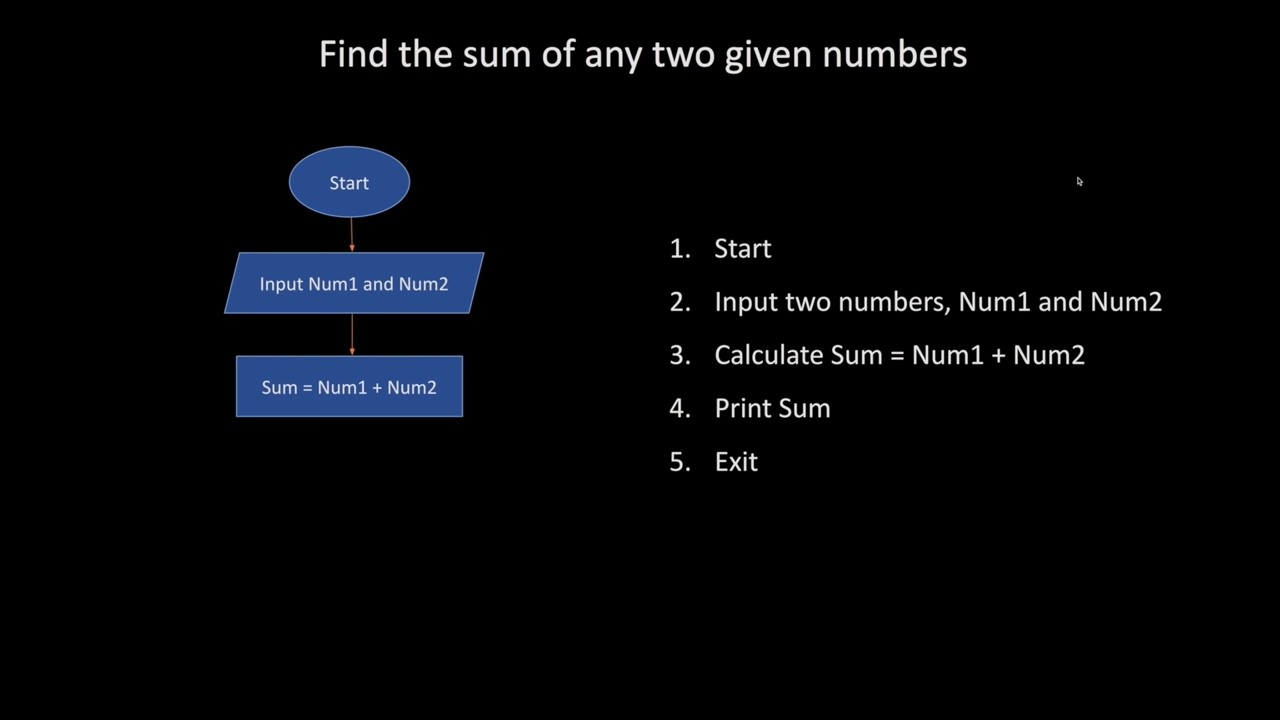 Find the sum of any two given numbers
Start
Input Num1 and Num2
Sum = Num1 + Num2
1. Start
2. Input two numbers, Num1 and Num2
3. Calculate Sum = Num1 + Num2
4. Print Sum
5. Exit